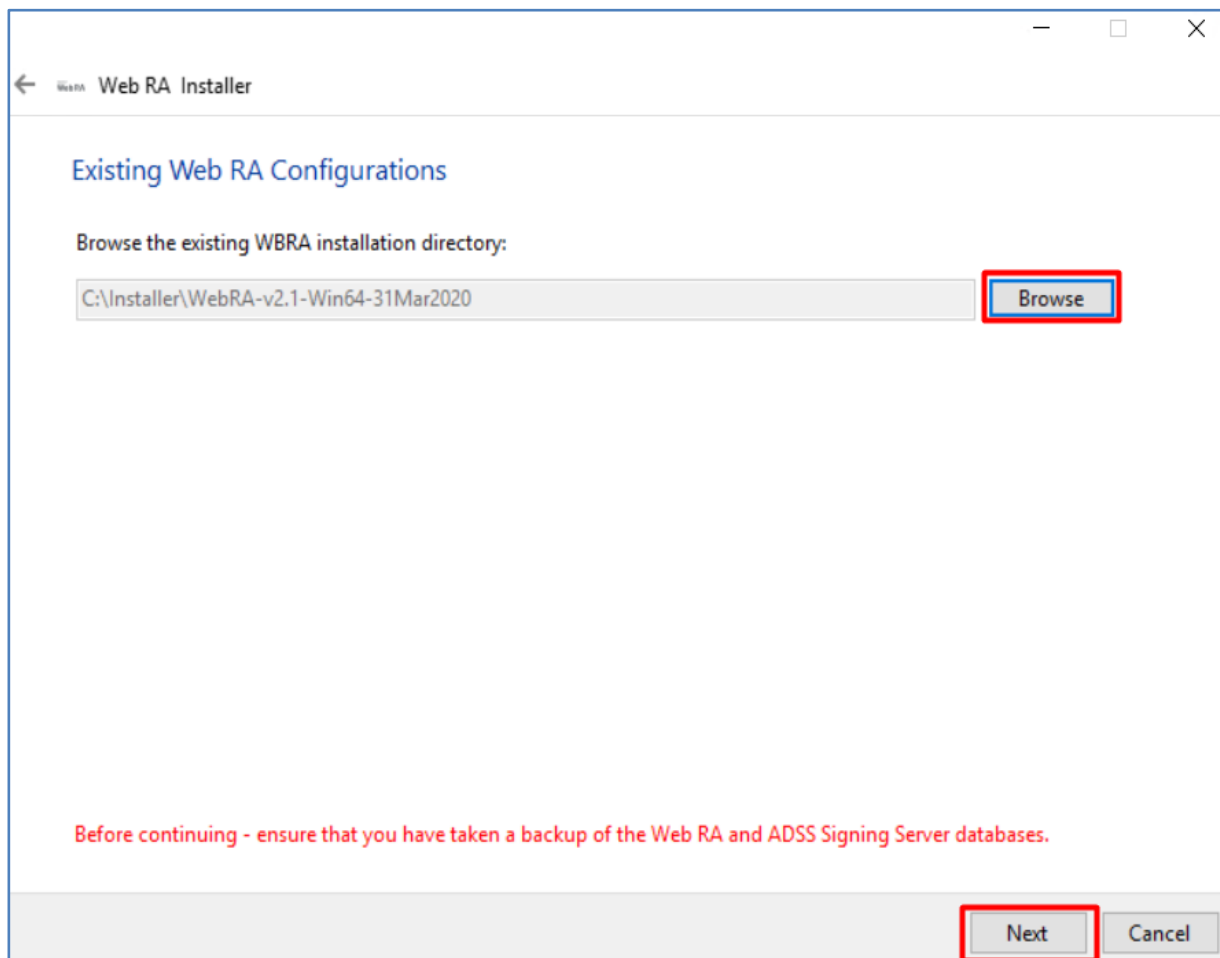 WebRA Web RA Installer
Existing Web RA Configurations
Browse the existing WBRA installation directory:
C:\Installer\WebRA-v2.1-Win64-31Mar2020 Browse
Before continuing - ensure that you have taken a backup of the Web RA and ADSS Signing Server databases.
Next Cancel